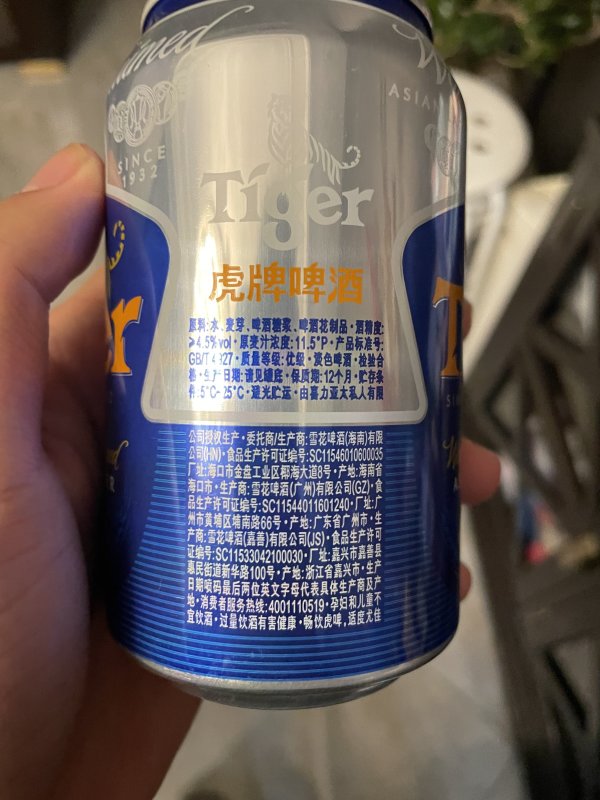 SINCE
1932
ASIAN
Tiger
虎牌啤酒
原料:水、麦芽、啤酒糖浆、啤酒花制品·酒精度:
≥4.5%vol·原麦汁浓度:11.5°P·产品标准号:
GB/T 4927·质量等级:优级·淡色啤酒·检验合
格·生产日期:请见罐底·保质期:12个月·贮存条
件:5°C-25°C·避光贮运·由喜力亚太私人有限
公司授权生产·委托商/生产商:雪花啤酒(海南)有限
公司(HN)·食品生产许可证编号:SC11546010600035
厂址:海口市金盘工业区椰海大道8号·产地:海南省
海口市·生产商:雪花啤酒(广州)有限公司(GZ)·食
品生产许可证编号:SC11544011601240·厂址:广
州市黄埔区埔南路66号·产地:广东省广州市·生
产商:雪花啤酒(嘉善)有限公司(JS)·食品生产许可
证编号:SC11533042100030·厂址:嘉兴市嘉善县
惠民街道新华路100号·产地:浙江省嘉兴市·生产
日期喷码最后两位英文字母代表具体生产商及产
地·消费者服务热线:4001110519·孕妇和儿童不
宜饮酒·过量饮酒有害健康·畅饮虎啤,适度尤佳